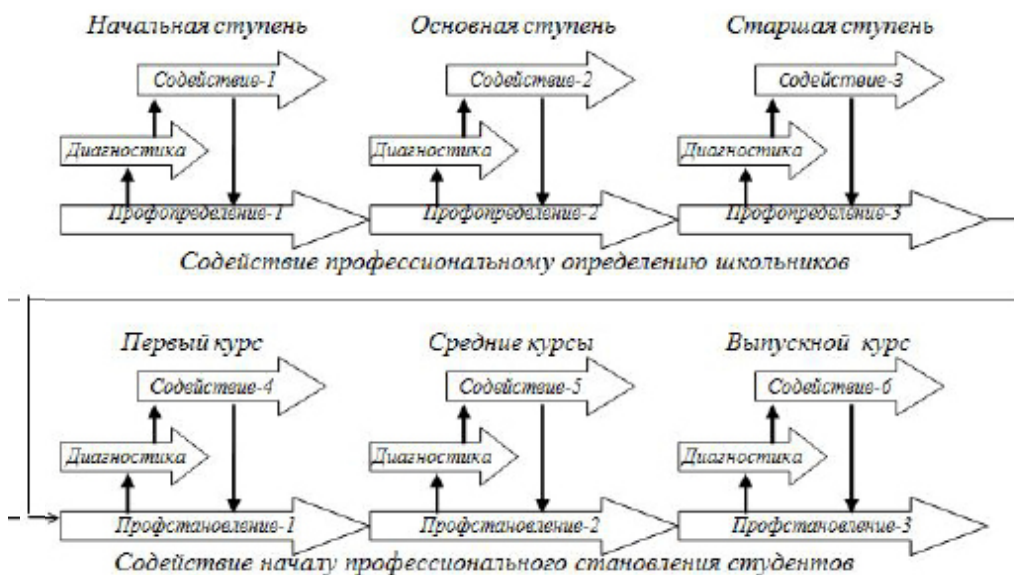 Начальная ступень Основная ступень Старшая ступень
Содействие-1 Содействие-2 Содействие-3
Диагностика Диагностика Диагностика
Профопределение-1 Профопределение-2 Профопределение-3
Содействие профессиональному определению школьников
Первый курс Средние курсы Выпускной курс
Содействие-4 Содействие-5 Содействие-6
Диагностика Диагностика Диагностика
Профстановление-1 Профстановление-2 Профстановление-3
Содействие началу профессионального становления студентов